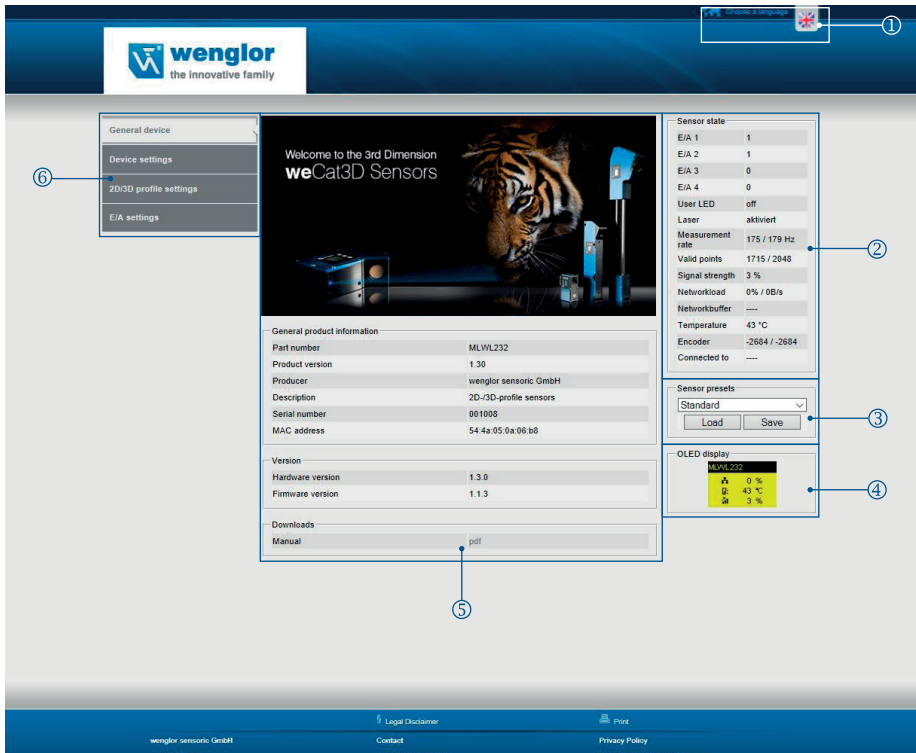 Choose a language
①
wenglor
the innovative family
General device
Device settings
2D/3D profile settings
E/A settings
⑥
Welcome to the 3rd Dimension
weCat3D Sensors
General product information
Part number MLWL232
Product version 1.30
Producer wenglor sensoric GmbH
Description 2D-/3D-profile sensors
Serial number 001008
MAC address 54:4a:05:0a:06:b8
Version
Hardware version 1.3.0
Firmware version 1.1.3
Downloads
Manual pdf
⑤
Sensor state
E/A 1 1
E/A 2 1
E/A 3 0
E/A 4 0
User LED off
Laser aktiviert
Measurement
rate 175 / 179 Hz
Valid points 1715 / 2048
Signal strength 3 %
Networkload 0% / 0B/s
Networkbuffer ----
Temperature 43 °C
Encoder -2684 / -2684
Connected to ----
②
Sensor presets
Standard
Load Save
③
OLED display
MLWL232
0 %
43 °C
3 %
④
§ Legal Disclaimer Print
wenglor sensoric GmbH Contact Privacy Policy